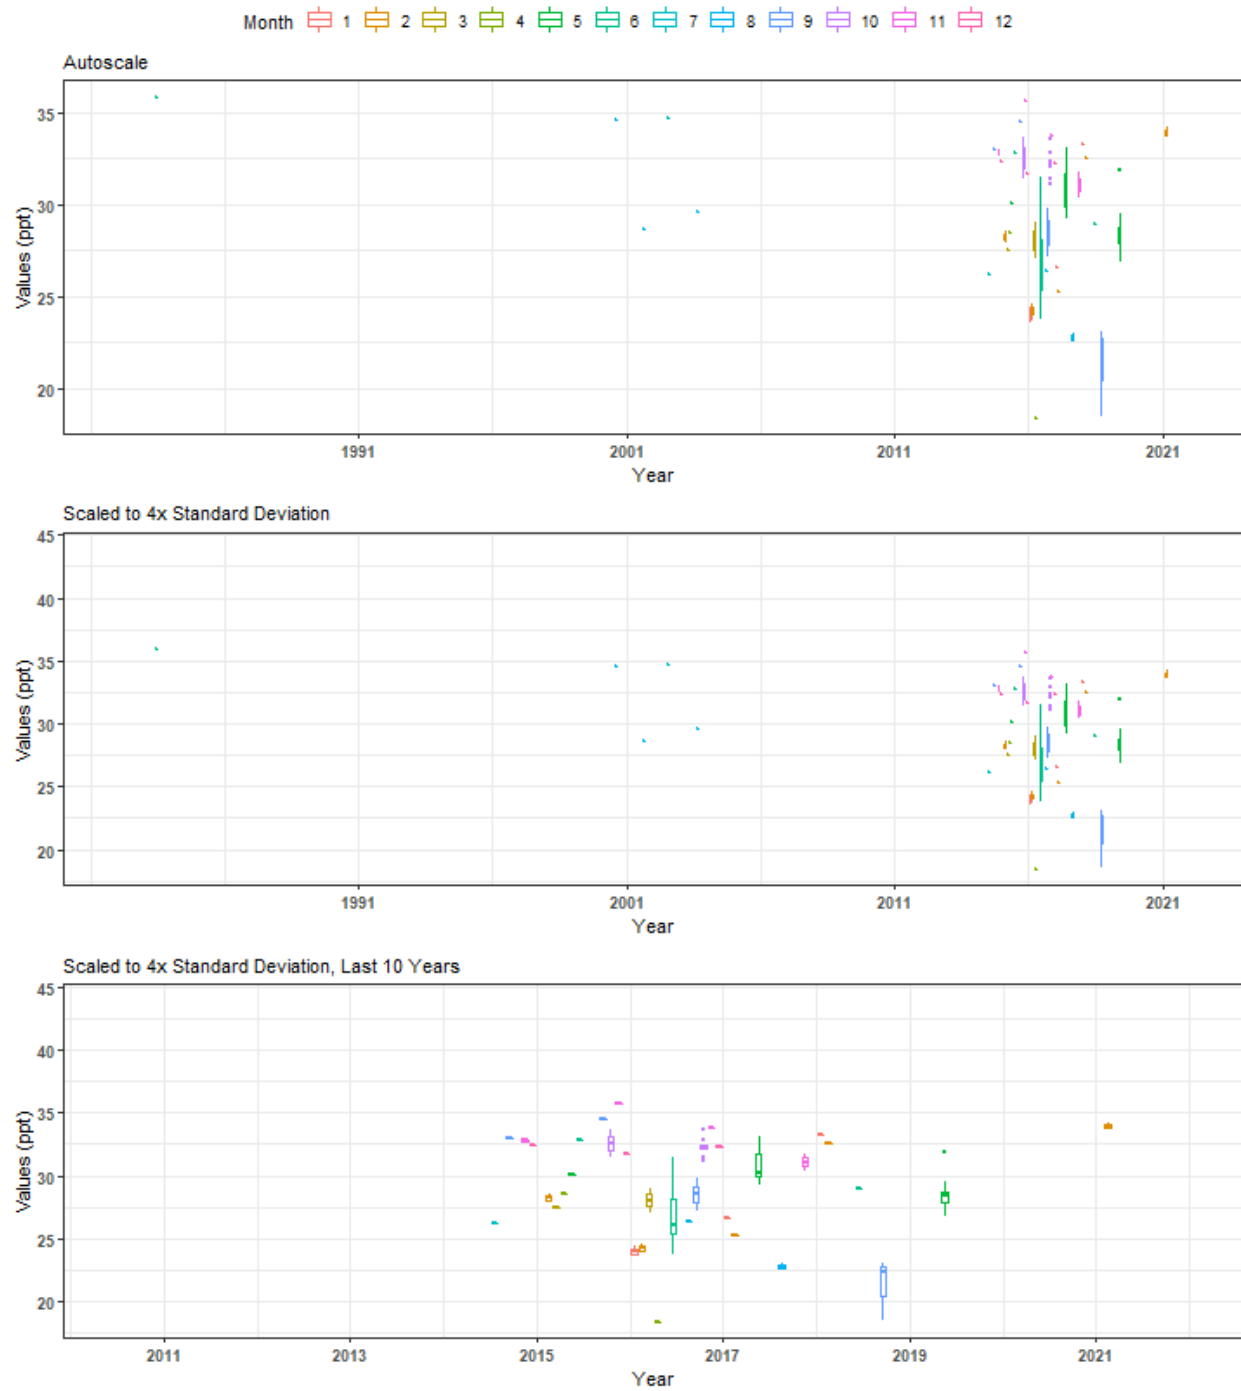 Month 1 2 3 4 5 6 7 8 9 10 11 12
Autoscale
Values (ppt)
35
30
25
20
1991 2001 2011 2021
Year
Scaled to 4x Standard Deviation
Values (ppt)
45
40
35
30
25
20
1991 2001 2011 2021
Year
Scaled to 4x Standard Deviation, Last 10 Years
Values (ppt)
45
40
35
30
25
20
2011 2013 2015 2017 2019 2021
Year